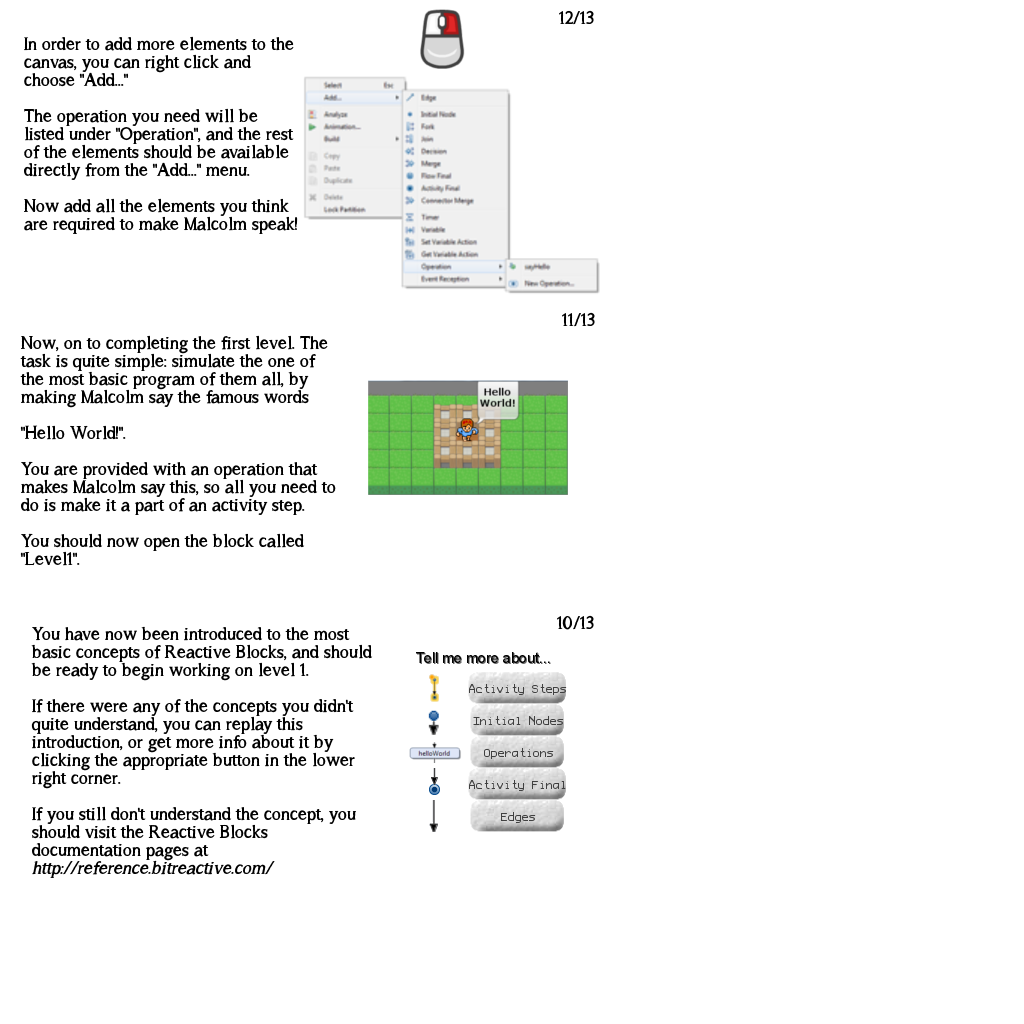 12/13
In order to add more elements to the
canvas, you can right click and
choose "Add..."
The operation you need will be
listed under "Operation", and the rest
of the elements should be available
directly from the "Add..." menu.
Now add all the elements you think
are required to make Malcolm speak!
Select Esc
Add...
Analyze
Animation...
Build
Copy
Paste
Duplicate
Delete
Lock Partition
Edge
Initial Node
Fork
Join
Decision
Merge
Flow Final
Activity Final
Connector Merge
Timer
Variable
Set Variable Action
Get Variable Action
Operation
Event Reception
sayHello
New Operation...
11/13
Now, on to completing the first level. The
task is quite simple: simulate the one of
the most basic program of them all, by
making Malcolm say the famous words
"Hello World!".
You are provided with an operation that
makes Malcolm say this, so all you need to
do is make it a part of an activity step.
You should now open the block called
"Level1".
Hello
World!
10/13
You have now been introduced to the most
basic concepts of Reactive Blocks, and should
be ready to begin working on level 1.
If there were any of the concepts you didn't
quite understand, you can replay this
introduction, or get more info about it by
clicking the appropriate button in the lower
right corner.
If you still don't understand the concept, you
should visit the Reactive Blocks
documentation pages at
http://reference.bitreactive.com/
Tell me more about...
Activity Steps
Initial Nodes
helloWorld
Operations
Activity Final
Edges